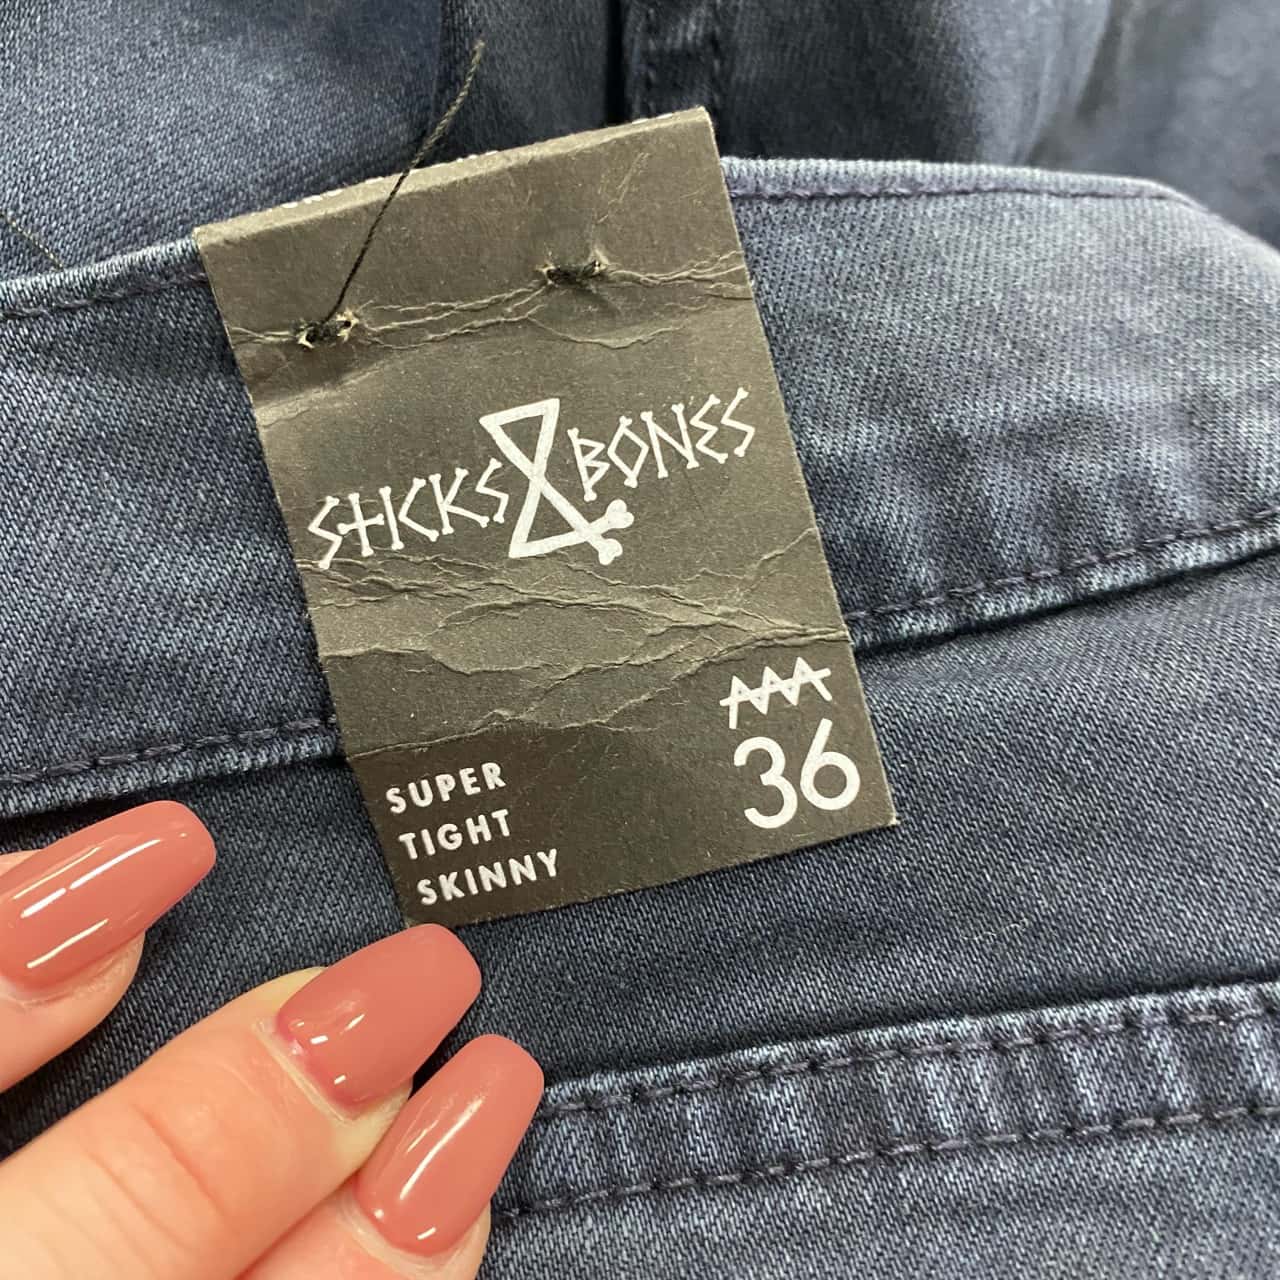 STICKS & BONES
36
SUPER
TIGHT
SKINNY